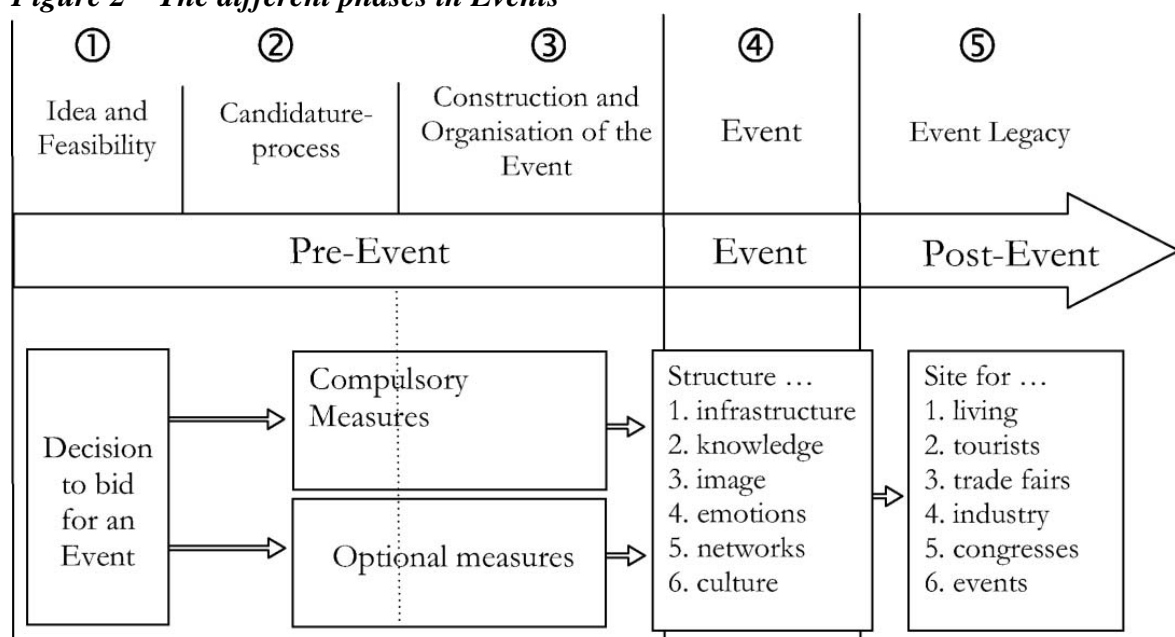 Figure 2 – The different phases in Events
① ② ③ ④ ⑤
Idea and
Feasibility
Candidature-
process
Construction and
Organisation of the
Event
Event
Event Legacy
Pre-Event
Event
Post-Event
Decision
to bid
for an
Event
Compulsory
Measures
Optional measures
Structure …
1. infrastructure
2. knowledge
3. image
4. emotions
5. networks
6. culture
Site for …
1. living
2. tourists
3. trade fairs
4. industry
5. congresses
6. events